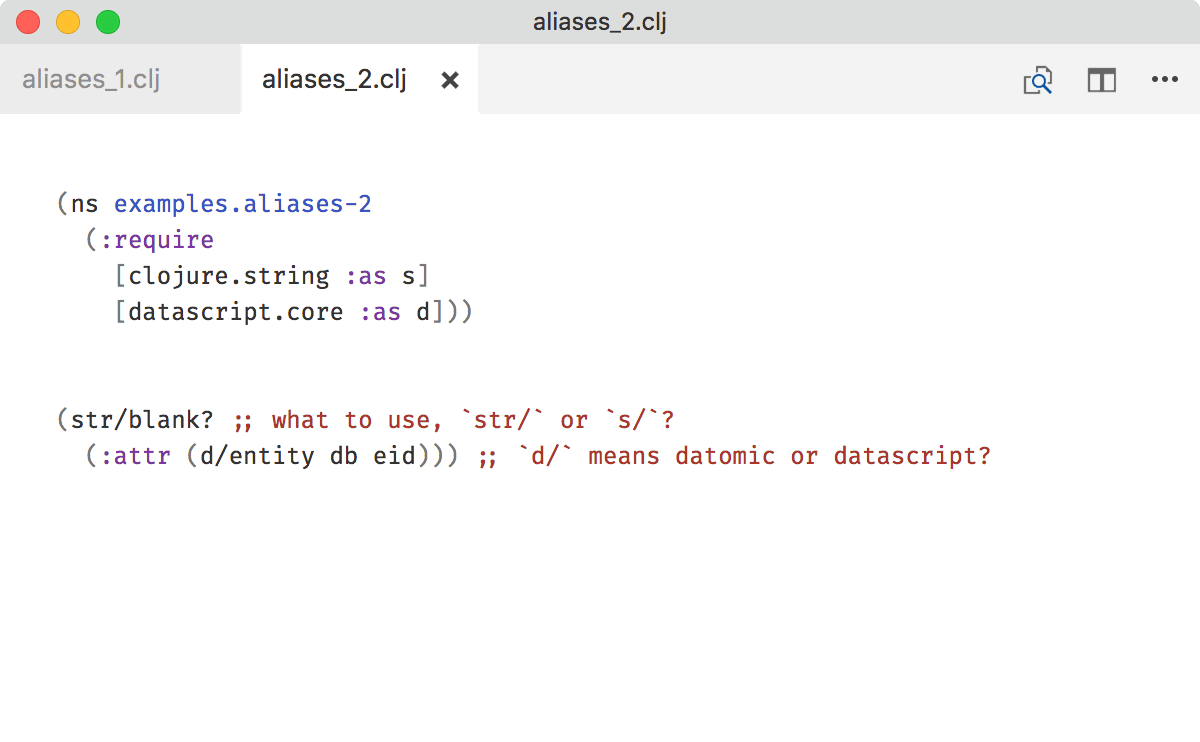 aliases_2.clj
aliases_1.clj aliases_2.clj
(ns examples.aliases-2
  (:require
    [clojure.string :as s]
    [datascript.core :as d]))
(str/blank? ;; what to use, `str/` or `s/`?
  (:attr (d/entity db eid))) ;; `d/` means datomic or datascript?